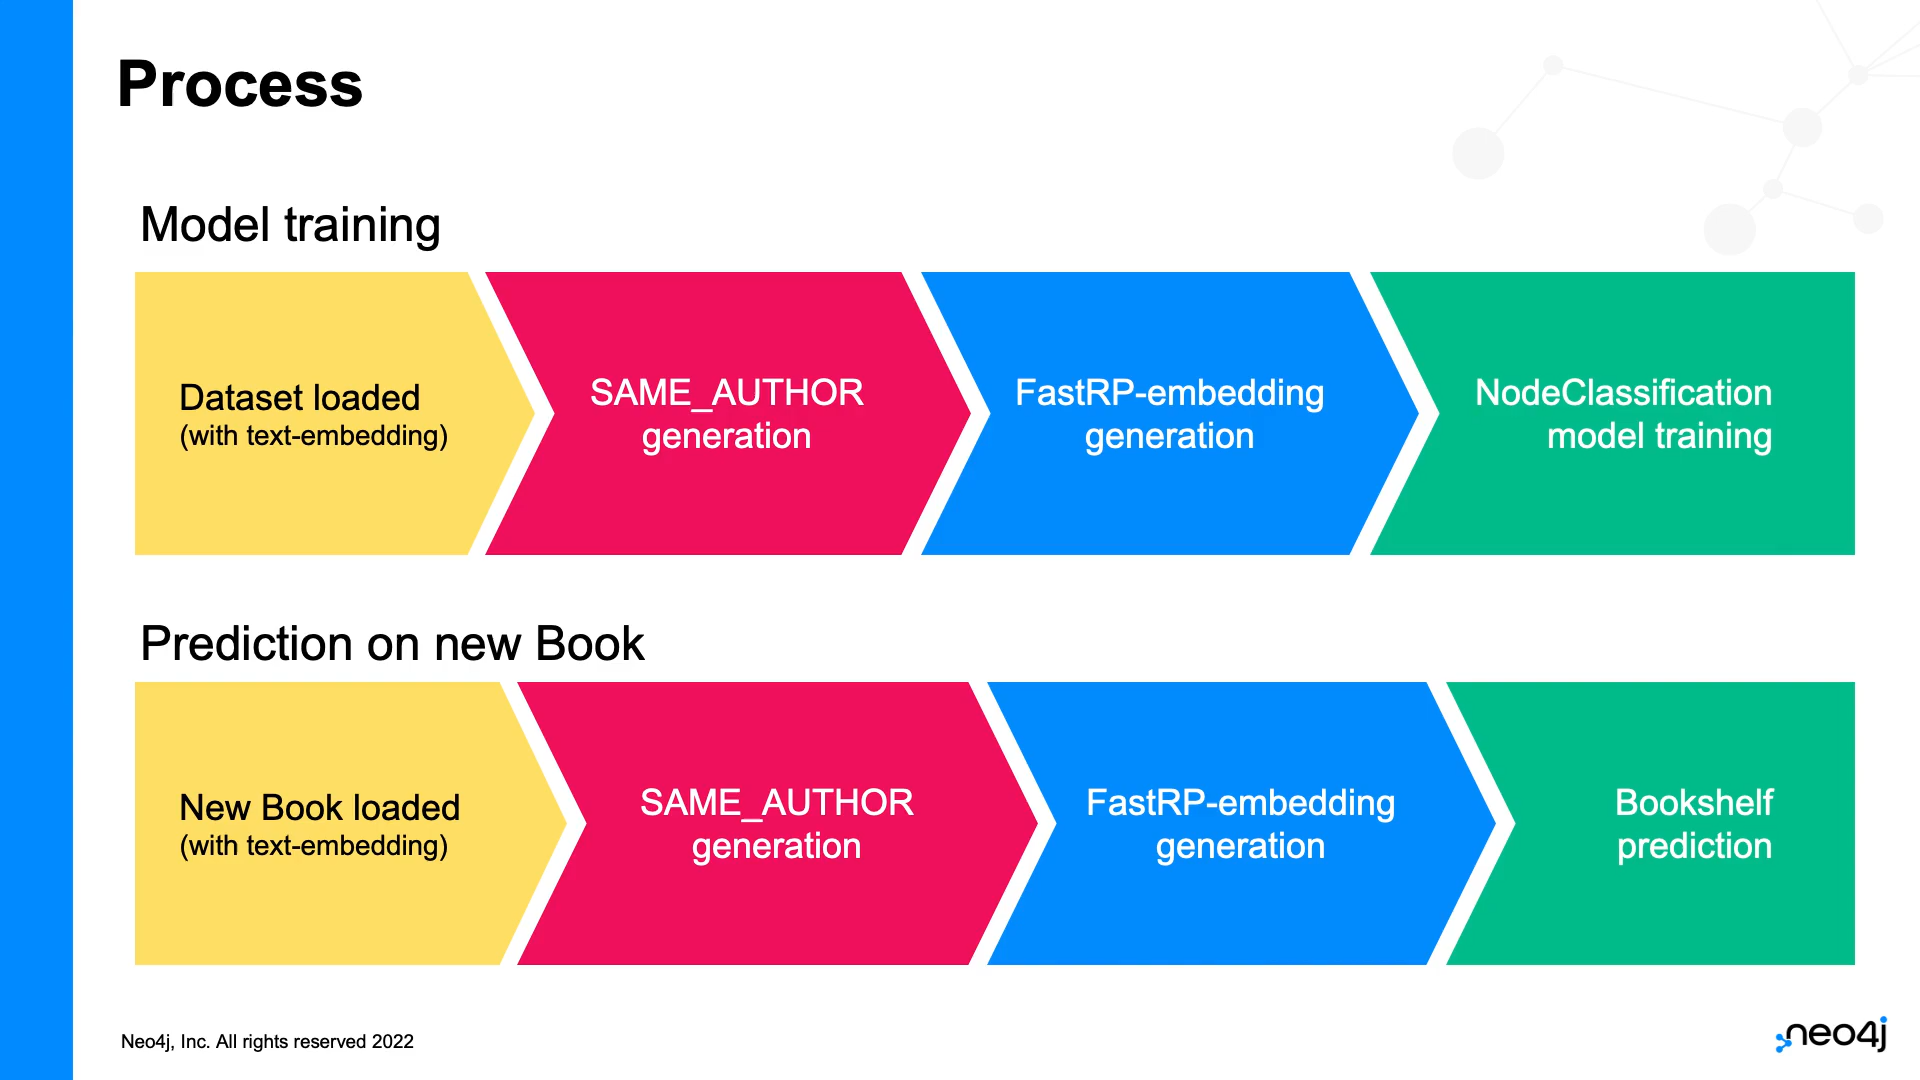 Process
Model training
Dataset loaded
(with text-embedding)
SAME_AUTHOR
generation
FastRP-embedding
generation
NodeClassification
model training
Prediction on new Book
New Book loaded
(with text-embedding)
SAME_AUTHOR
generation
FastRP-embedding
generation
Bookshelf
prediction
Neo4j, Inc. All rights reserved 2022
neo4j